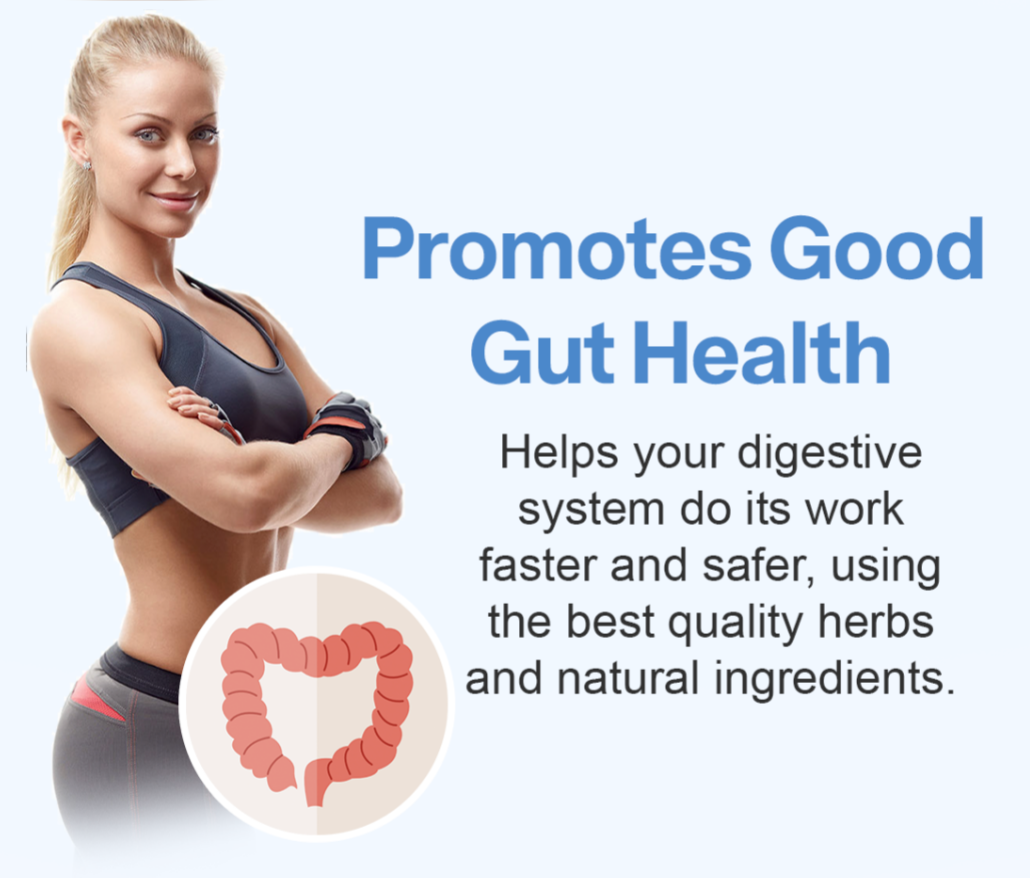 Promotes Good
Gut Health
Helps your digestive
system do its work
faster and safer, using
the best quality herbs
and natural ingredients.